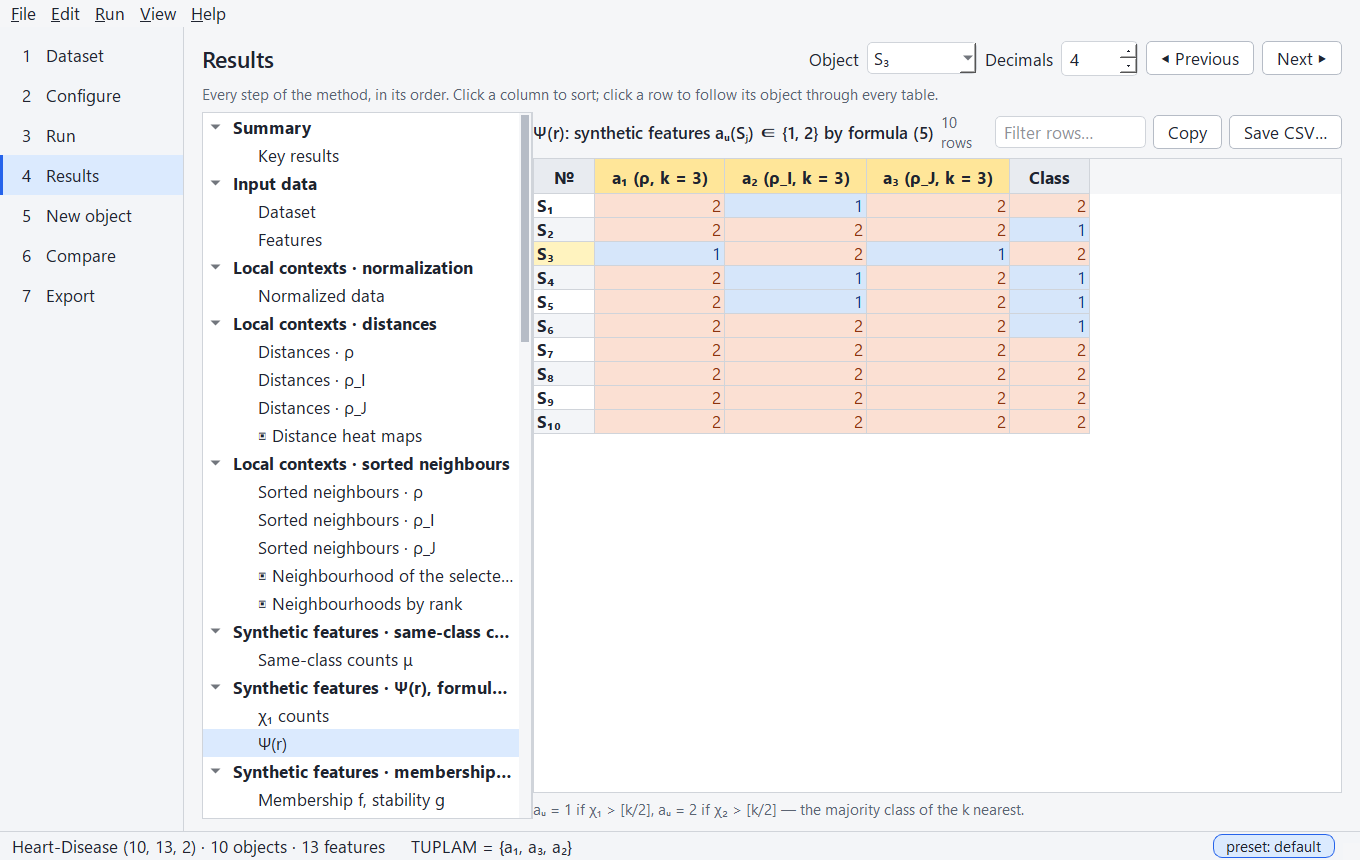 File Edit Run View Help
1 Dataset
2 Configure
3 Run
4 Results
5 New object
6 Compare
7 Export
Results
Object S₃ Decimals 4 Previous Next
Every step of the method, in its order. Click a column to sort; click a row to follow its object through every table.
Summary
Key results
Input data
Dataset
Features
Local contexts · normalization
Normalized data
Local contexts · distances
Distances · ρ
Distances · ρ_I
Distances · ρ_J
Distance heat maps
Local contexts · sorted neighbours
Sorted neighbours · ρ
Sorted neighbours · ρ_I
Sorted neighbours · ρ_J
Neighbourhood of the selecte...
Neighbourhoods by rank
Synthetic features · same-class c...
Same-class counts μ
Synthetic features · Ψ(r), formul...
χ₁ counts
Ψ(r)
Synthetic features · membership...
Membership f, stability g
Ψ(r): synthetic features aᵤ(Sⱼ) ∈ {1, 2} by formula (5)
10 rows
Filter rows... Copy Save CSV...
№ a₁ (ρ, k = 3) a₂ (ρ_I, k = 3) a₃ (ρ_J, k = 3) Class
S₁ 2 1 2 2
S₂ 2 2 2 1
S₃ 1 2 1 2
S₄ 2 1 2 1
S₅ 2 1 2 1
S₆ 2 2 2 1
S₇ 2 2 2 2
S₈ 2 2 2 2
S₉ 2 2 2 2
S₁₀ 2 2 2 2
aᵤ = 1 if χ₁ > [k/2], aᵤ = 2 if χ₂ > [k/2] — the majority class of the k nearest.
Heart-Disease (10, 13, 2) · 10 objects · 13 features TUPLAM = {a₁, a₃, a₂}
preset: default